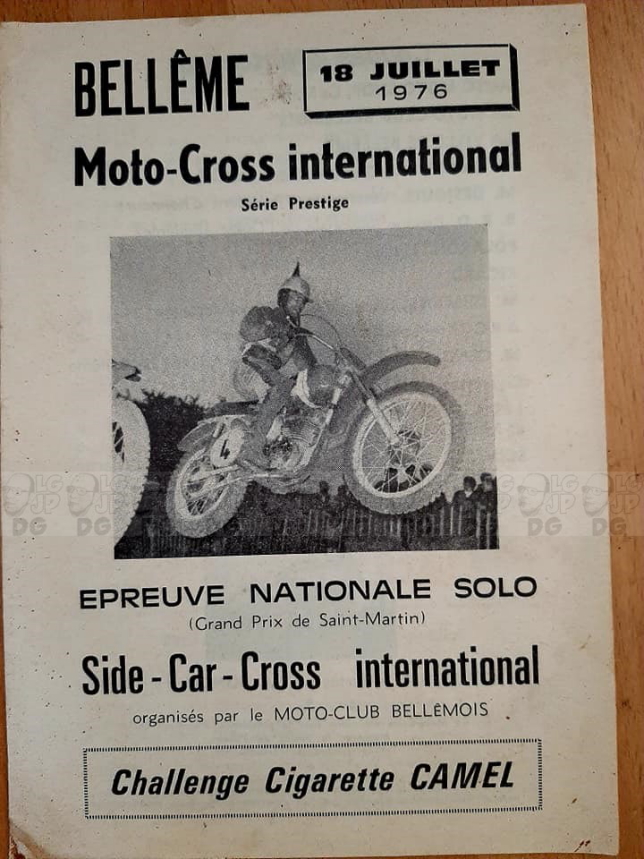 BELLÊME
18 JUILLET
1976
Moto-Cross international
Série Prestige
4
EPREUVE NATIONALE SOLO
(Grand Prix de Saint-Martin)
Side-Car-Cross international
organisés par le MOTO-CLUB BELLÊMOIS
Challenge Cigarette CAMEL